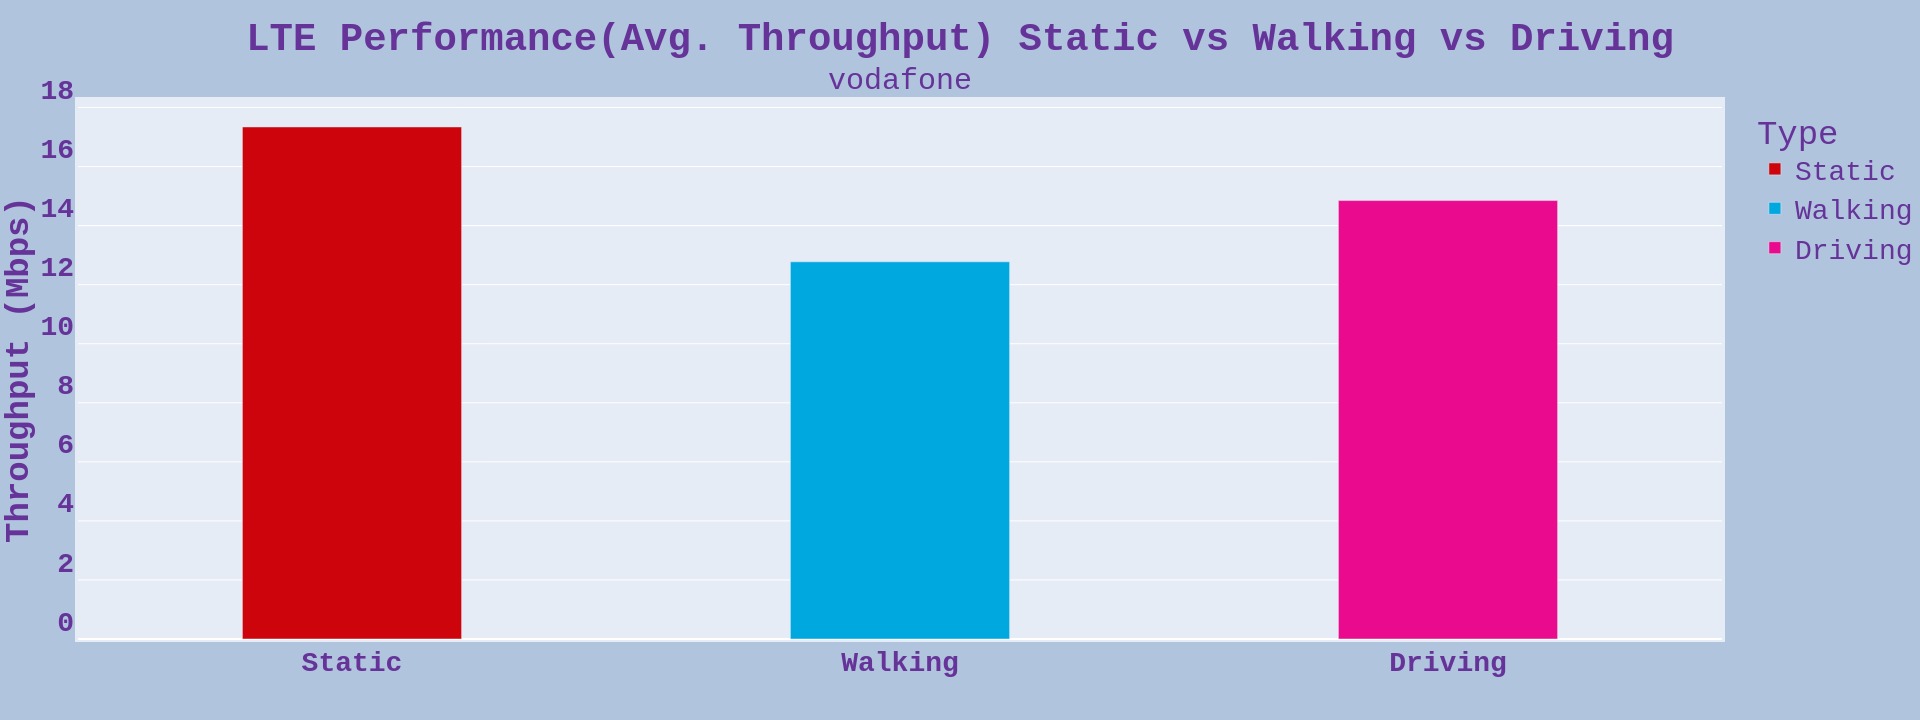 LTE Performance(Avg. Throughput) Static vs Walking vs Driving
vodafone
Throughput (Mbps)
18
16
14
12
10
8
6
4
2
0
Static
Walking
Driving
Type
Static
Walking
Driving